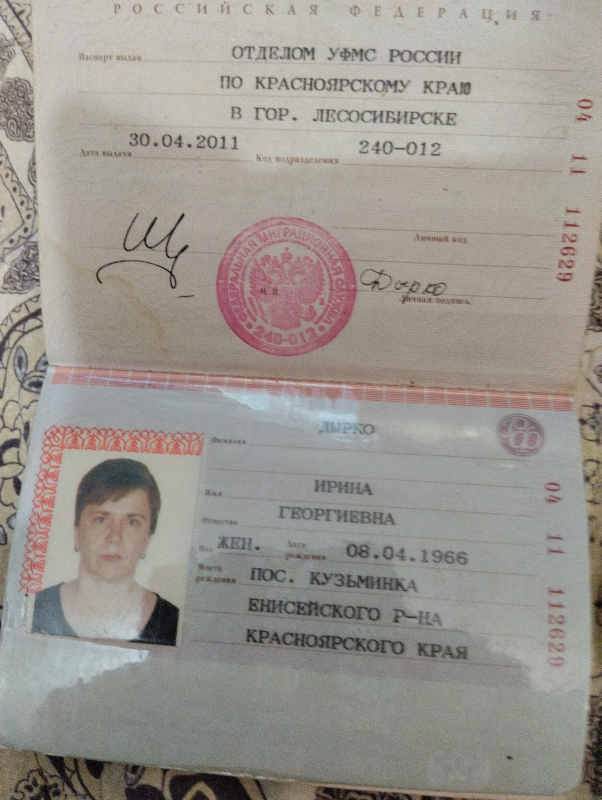 РОССИЙСКАЯ ФЕДЕРАЦИЯ
Паспорт выдан ОТДЕЛОМ УФМС РОССИИ
ПО КРАСНОЯРСКОМУ КРАЮ
В ГОР. ЛЕСОСИБИРСКЕ
Дата выдачи 30.04.2011 Код подразделения 240-012
04 11 112629
Личный код
Личная подпись
Дырко
М.П.
ФЕДЕРАЛЬНАЯ МИГРАЦИОННАЯ СЛУЖБА
240-012
Фамилия ДЫРКО
Имя ИРИНА
Отчество ГЕОРГИЕВНА
Пол ЖЕН. Дата рождения 08.04.1966
Место рождения ПОС. КУЗЬМИНКА
ЕНИСЕЙСКОГО Р-НА
КРАСНОЯРСКОГО КРАЯ
04 11 112629